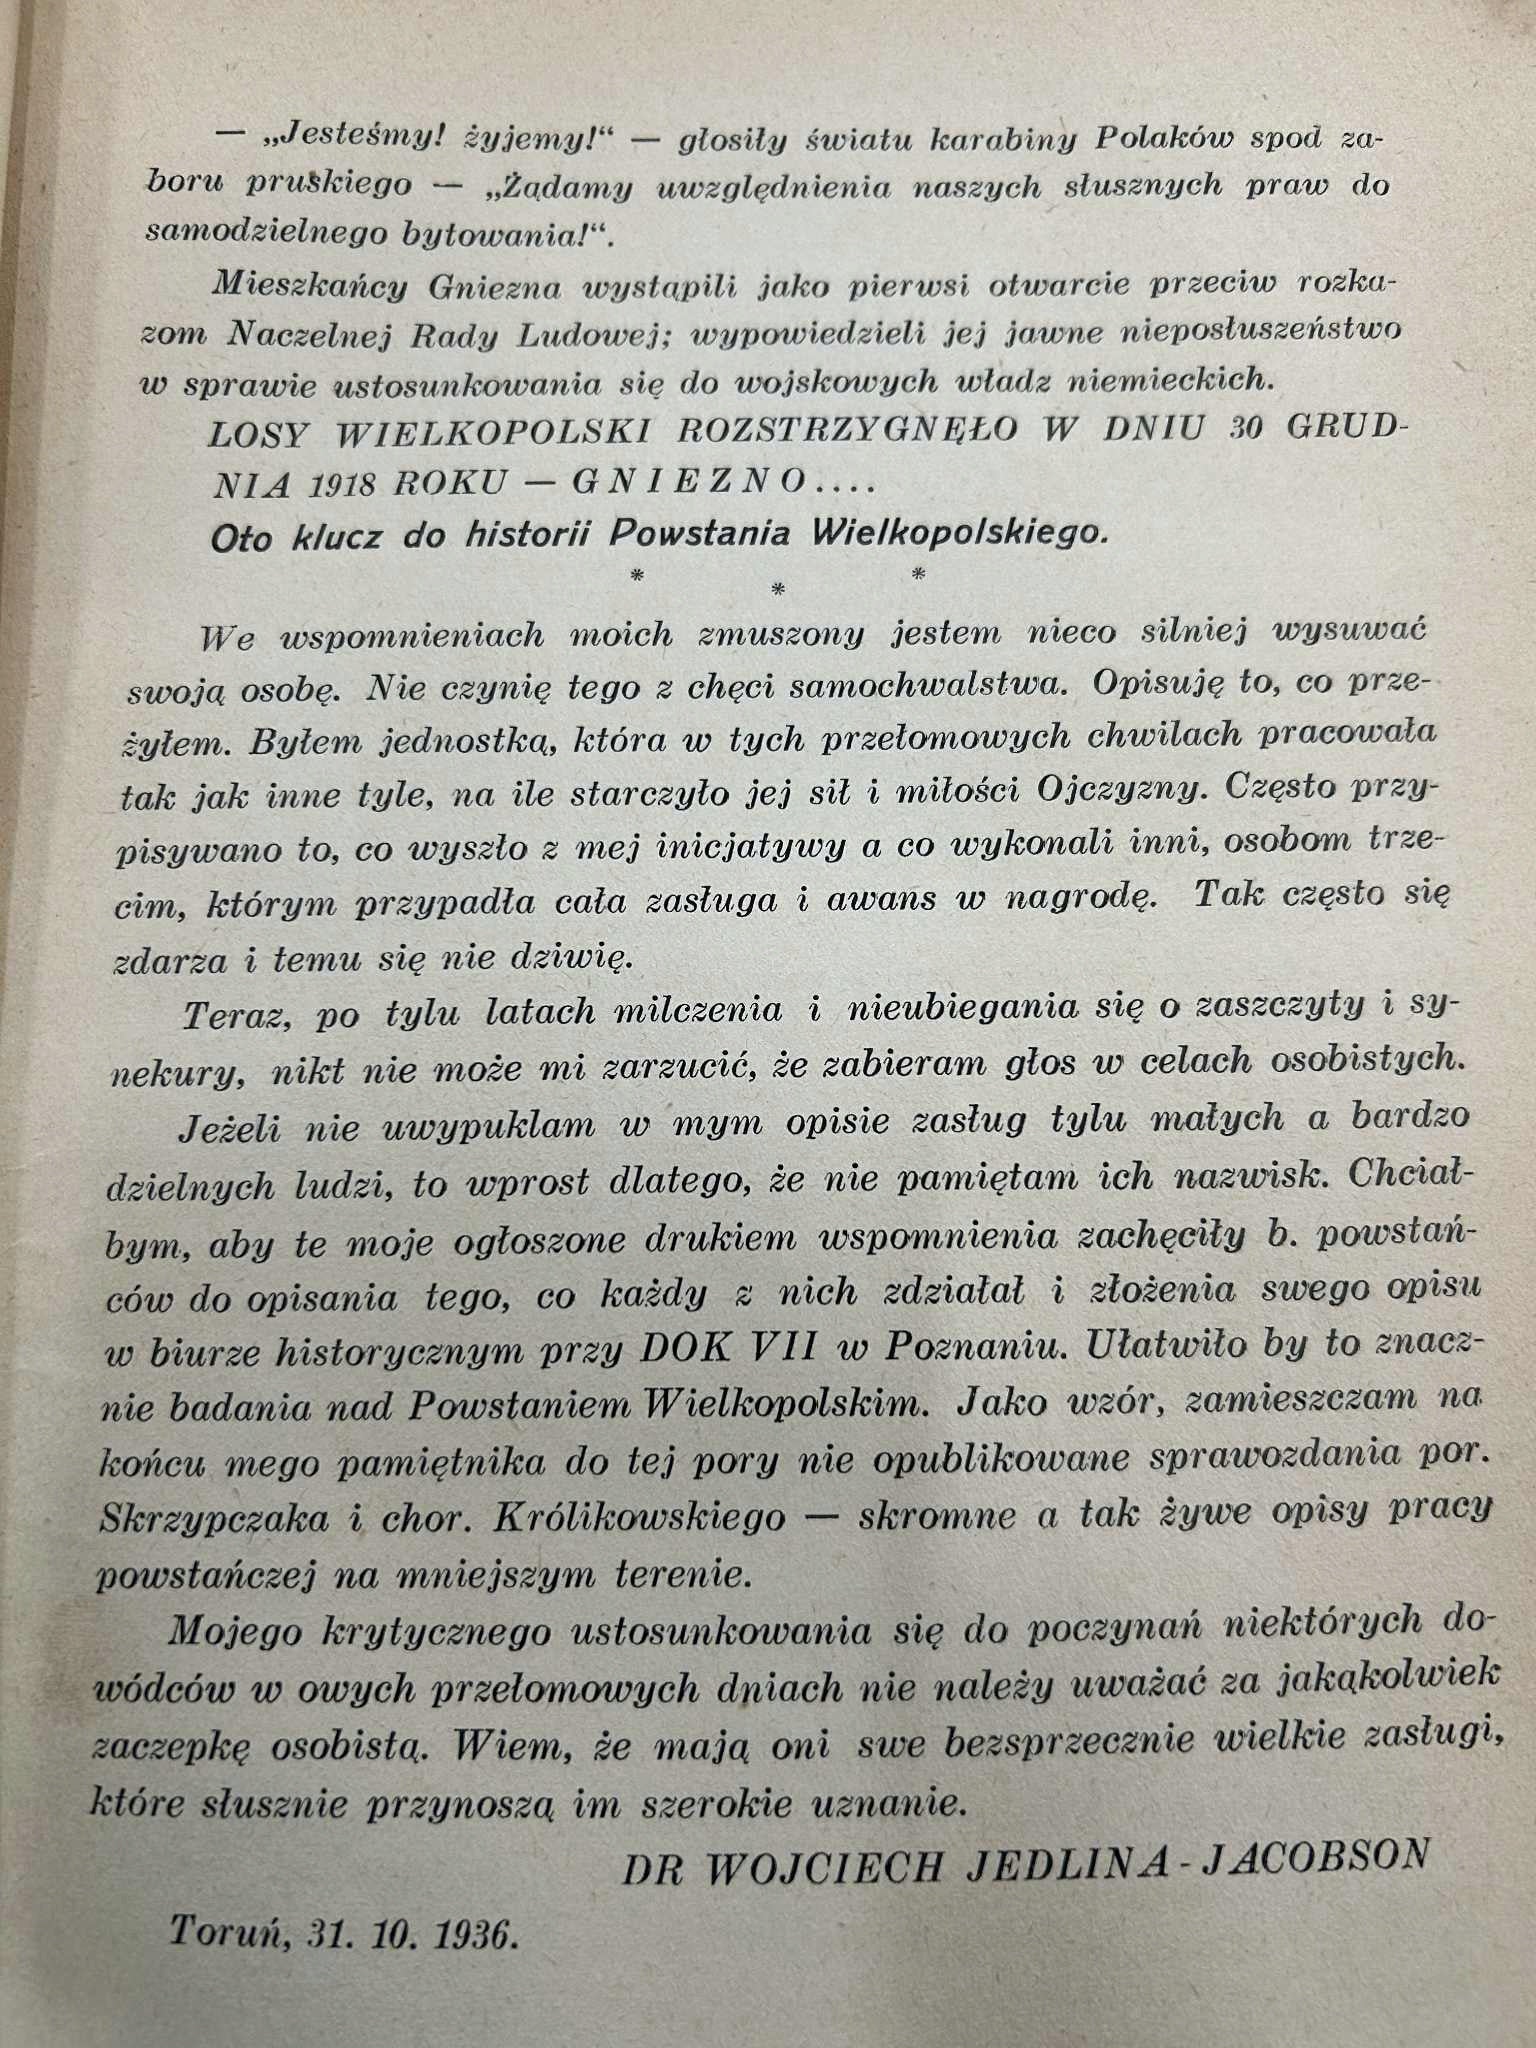 — „Jesteśmy! żyjemy!“ — głosiły światu karabiny Polaków spod za-
boru pruskiego — „Żądamy uwzględnienia naszych słusznych praw do
samodzielnego bytowania!“.
Mieszkańcy Gniezna wystąpili jako pierwsi otwarcie przeciw rozka-
zom Naczelnej Rady Ludowej; wypowiedzieli jej jawne nieposłuszeństwo
w sprawie ustosunkowania się do wojskowych władz niemieckich.
LOSY WIELKOPOLSKI ROZSTRZYGNĘŁO W DNIU 30 GRUD-
NIA 1918 ROKU — GNIEZNO....
Oto klucz do historii Powstania Wielkopolskiego.
* * *
We wspomnieniach moich zmuszony jestem nieco silniej wysuwać
swoją osobę. Nie czynię tego z chęci samochwalstwa. Opisuję to, co prze-
żyłem. Byłem jednostką, która w tych przełomowych chwilach pracowała
tak jak inne tyle, na ile starczyło jej sił i miłości Ojczyzny. Często przy-
pisywano to, co wyszło z mej inicjatywy a co wykonali inni, osobom trze-
cim, którym przypadła cała zasługa i awans w nagrodę. Tak często się
zdarza i temu się nie dziwię.
Teraz, po tylu latach milczenia i nieubiegania się o zaszczyty i sy-
nekury, nikt nie może mi zarzucić, że zabieram głos w celach osobistych.
Jeżeli nie uwypuklam w mym opisie zasług tylu małych a bardzo
dzielnych ludzi, to wprost dlatego, że nie pamiętam ich nazwisk. Chciał-
bym, aby te moje ogłoszone drukiem wspomnienia zachęciły b. powstań-
ców do opisania tego, co każdy z nich zdziałał i złożenia swego opisu
w biurze historycznym przy DOK VII w Poznaniu. Ułatwiło by to znacz-
nie badania nad Powstaniem Wielkopolskim. Jako wzór, zamieszczam na
końcu mego pamiętnika do tej pory nie opublikowane sprawozdania por.
Skrzypczaka i chor. Królikowskiego — skromne a tak żywe opisy pracy
powstańczej na mniejszym terenie.
Mojego krytycznego ustosunkowania się do poczynań niektórych do-
wódców w owych przełomowych dniach nie należy uważać za jakąkolwiek
zaczepkę osobistą. Wiem, że mają oni swe bezsprzecznie wielkie zasługi,
które słusznie przynoszą im szerokie uznanie.
DR WOJCIECH JEDLINA-JACOBSON
Toruń, 31. 10. 1936.